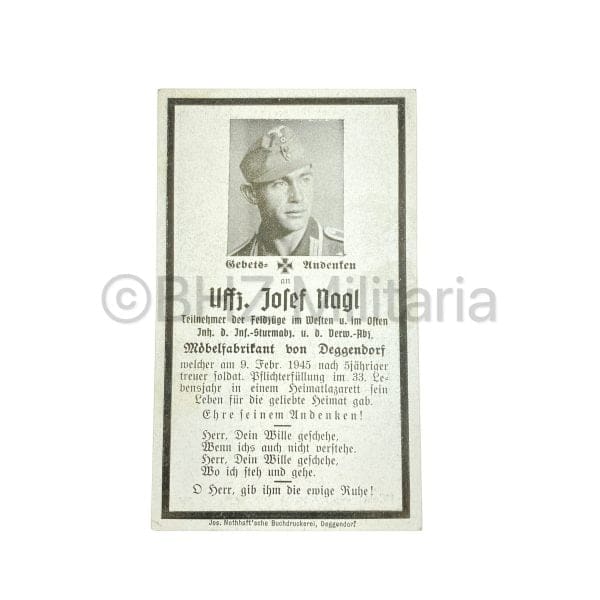 Gebets- Andenken
an
Uffz. Josef Nagl
Teilnehmer der Feldzüge im Westen u. im Osten
Inh. d. Inf.-Sturmabz. u. d. Verw.-Abz.
Möbelfabrikant von Deggendorf
welcher am 9. Febr. 1945 nach 5jähriger
treuer soldat. Pflichterfüllung im 33. Le-
bensjahr in einem Heimatlazarett sein
Leben für die geliebte Heimat gab.
Ehre seinem Andenken!
Herr, Dein Wille geschehe,
Wenn ichs auch nicht verstehe.
Herr, Dein Wille geschehe,
Wo ich steh und gehe.
O Herr, gib ihm die ewige Ruhe!
Jos. Nothhaft'sche Buchdruckerei, Deggendorf
©BHZ Militaria